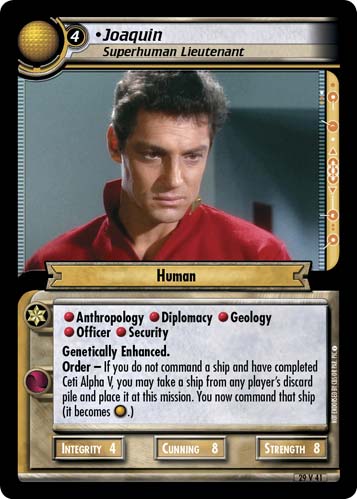 4
•Joaquin
Superhuman Lieutenant
Human
•Anthropology •Diplomacy •Geology
•Officer •Security
Genetically Enhanced.
Order – If you do not command a ship and have completed
Ceti Alpha V, you may take a ship from any player's discard
pile and place it at this mission. You now command that ship
(it becomes .)
INTEGRITY 4
CUNNING 8
STRENGTH 8
29 V 41